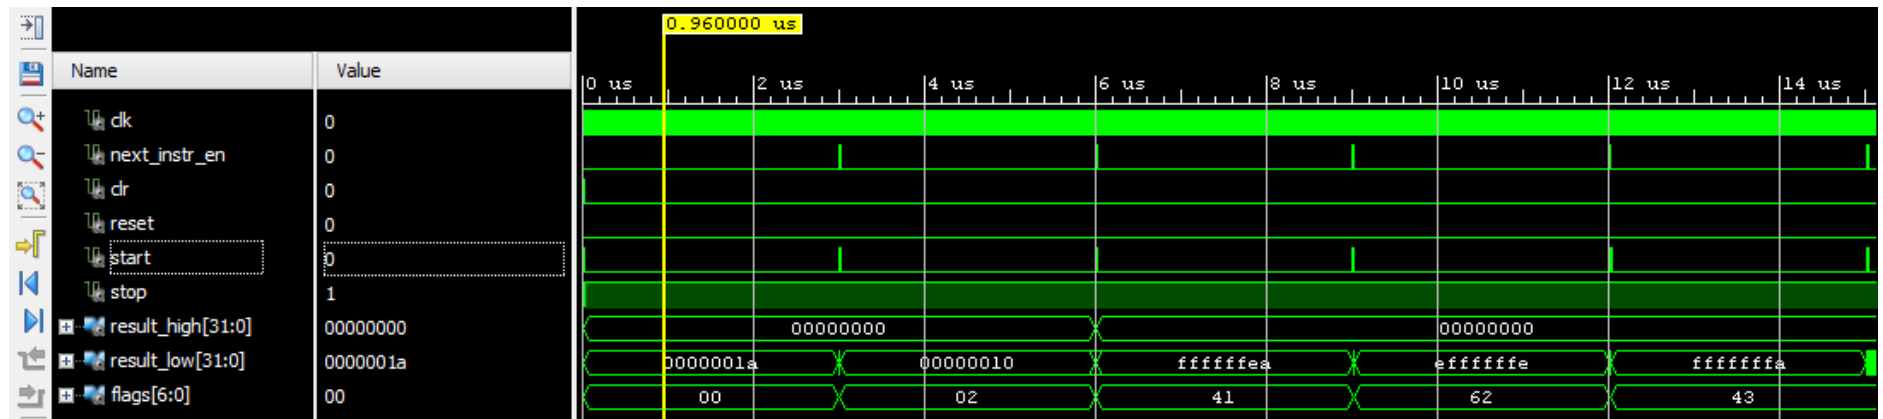 0.960000 us
Name Value
0 us 2 us 4 us 6 us 8 us 10 us 12 us 14 us
clk 0
next_instr_en 0
clr 0
reset 0
start 0
stop 1
result_high[31:0] 00000000 00000000 00000000
result_low[31:0] 0000001a 0000001a 00000010 ffffffea effffffe fffffffa
flags[6:0] 00 00 02 41 62 43